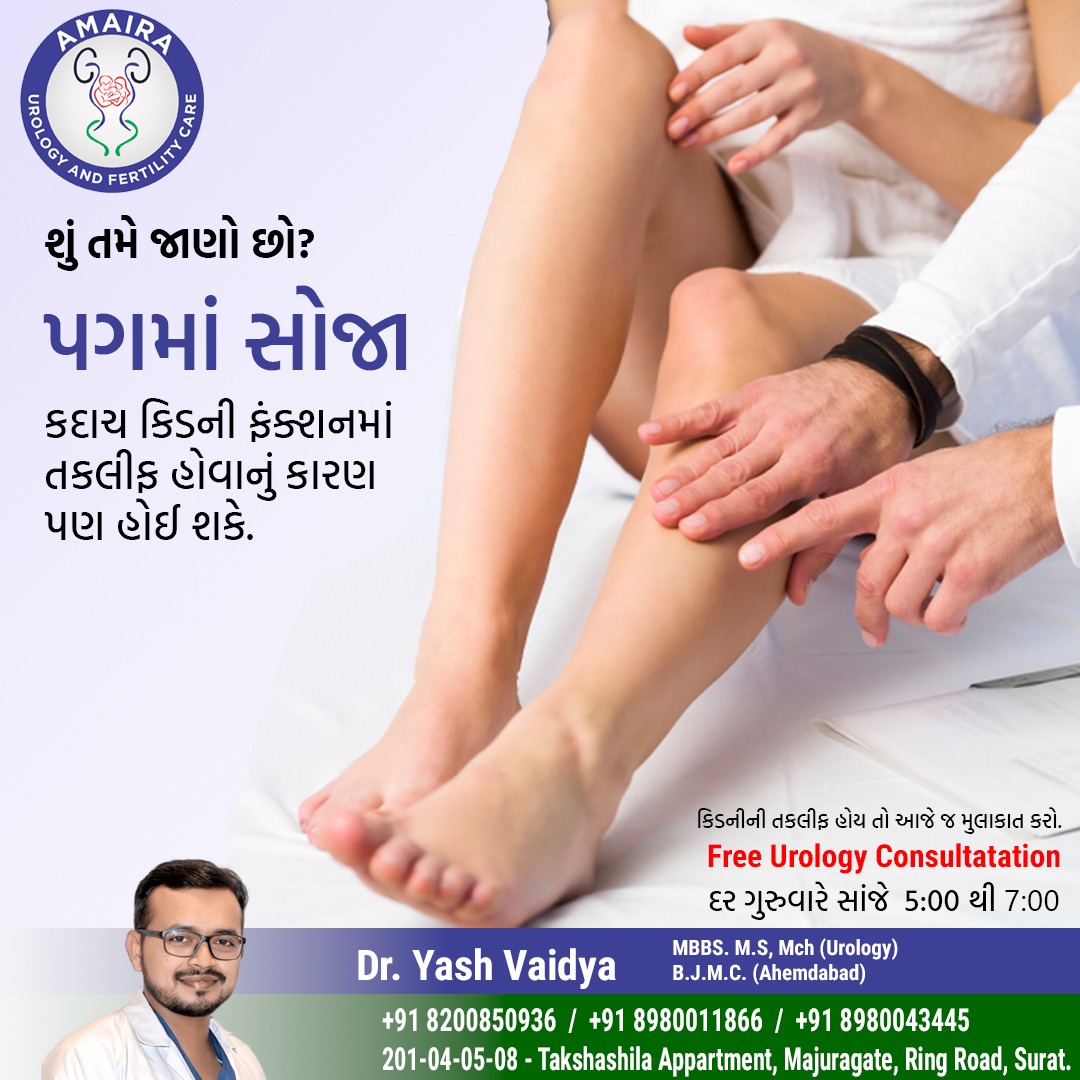 AMAIRA
UROLOGY AND FERTILITY CARE
શું તમે જાણો છો?
પગમાં સોજા
કદાચ કિડની ફંક્શનમાં
તકલીફ હોવાનું કારણ
પણ હોઈ શકે.
કિડનીની તકલીફ હોય તો આજે જ મુલાકાત કરો.
Free Urology Consultatation
દર ગુરુવારે સાંજે 5:00 થી 7:00
Dr. Yash Vaidya
MBBS. M.S, Mch (Urology)
B.J.M.C. (Ahemdabad)
+91 8200850936 / +91 8980011866 / +91 8980043445
201-04-05-08 - Takshashila Appartment, Majuragate, Ring Road, Surat.